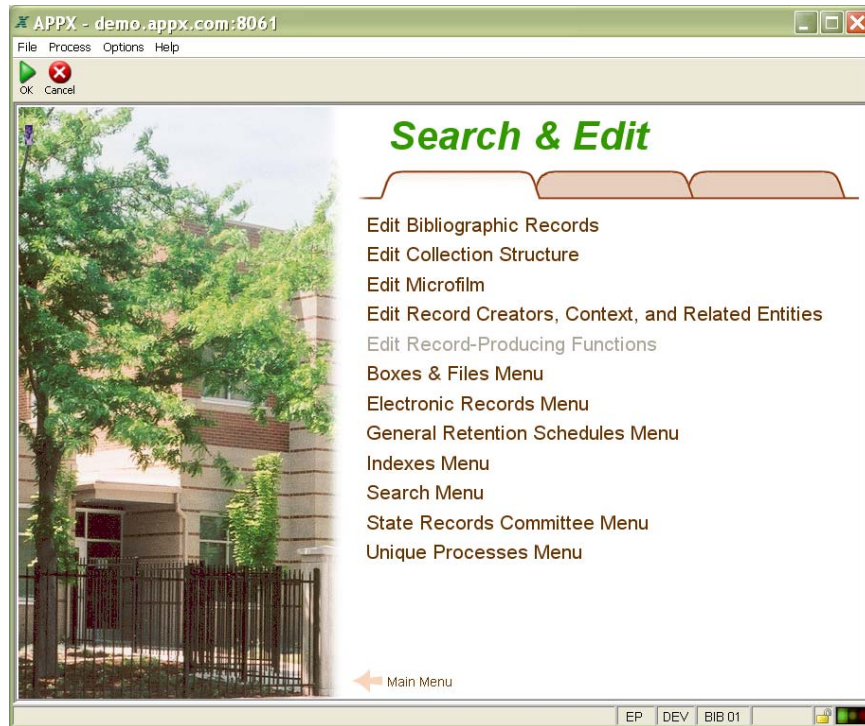 APPX - demo.appx.com:8061
File Process Options Help
OK Cancel
Search & Edit
Edit Bibliographic Records
Edit Collection Structure
Edit Microfilm
Edit Record Creators, Context, and Related Entities
Edit Record-Producing Functions
Boxes & Files Menu
Electronic Records Menu
General Retention Schedules Menu
Indexes Menu
Search Menu
State Records Committee Menu
Unique Processes Menu
Main Menu
EP DEV BIB 01